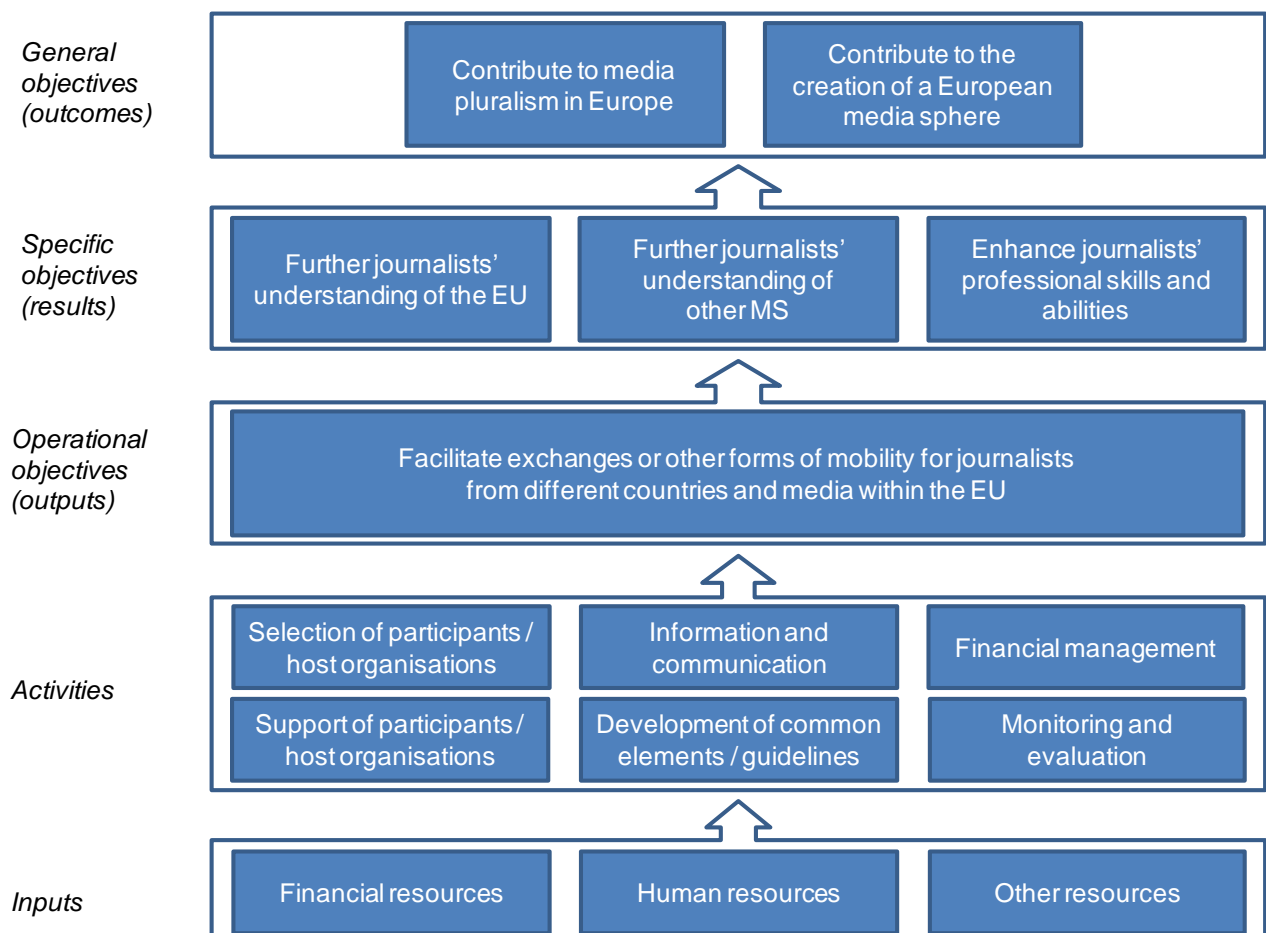 General
objectives
(outcomes)
Contribute to media
pluralism in Europe
Contribute to the
creation of a European
media sphere
Specific
objectives
(results)
Further journalists'
understanding of the EU
Further journalists'
understanding of
other MS
Enhance journalists'
professional skills and
abilities
Operational
objectives
(outputs)
Facilitate exchanges or other forms of mobility for journalists
from different countries and media within the EU
Activities
Selection of participants /
host organisations
Information and
communication
Financial management
Support of participants /
host organisations
Development of common
elements / guidelines
Monitoring and
evaluation
Inputs
Financial resources
Human resources
Other resources